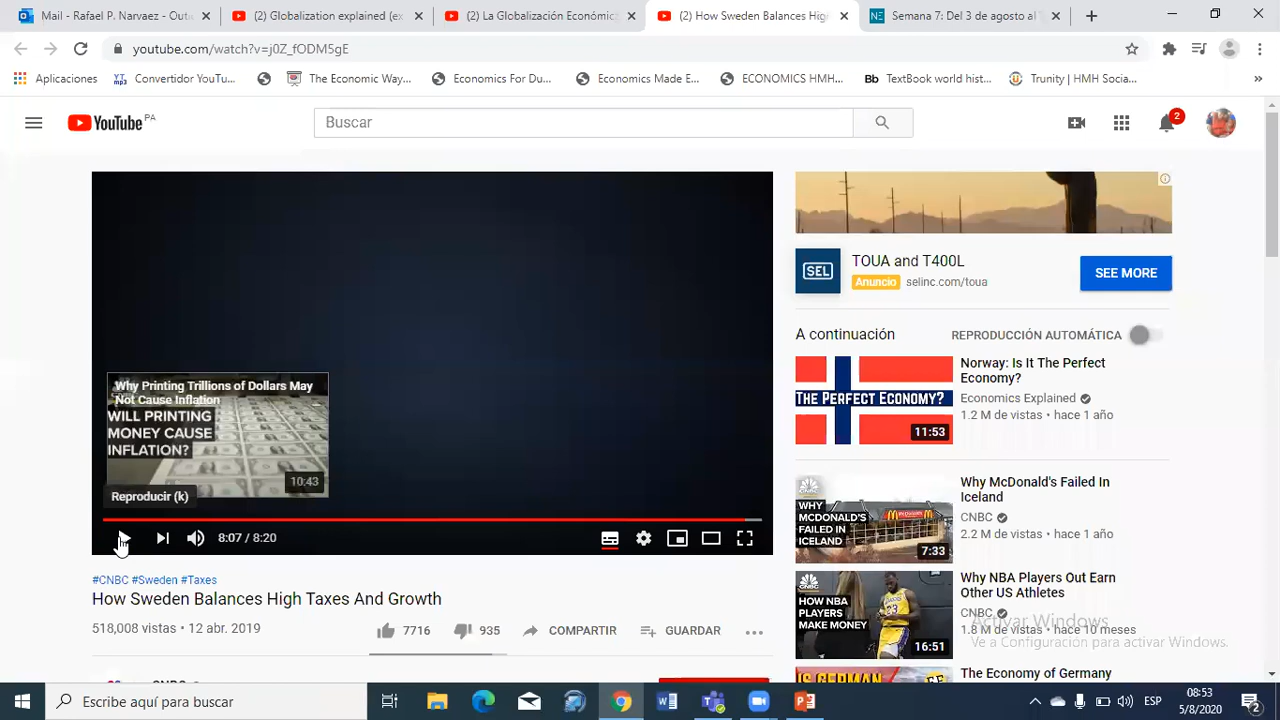 Mail - Rafael P. Narvaez - Outl
(2) Globalization explained (e
(2) La Globalización Económic
(2) How Sweden Balances Hig
Semana 7: Del 3 de agosto al
youtube.com/watch?v=j0Z_fODM5gE
Aplicaciones
Convertidor YouTu...
The Economic Way...
Economics For Du...
Economics Made E...
ECONOMICS HMH...
Bb TextBook world hist...
Trunity | HMH Socia...
»
YouTube PA
Buscar
2
Why Printing Trillions of Dollars May
Not Cause Inflation
WILL PRINTING
MONEY CAUSE
INFLATION?
10:43
Reproducir (k)
8:07 / 8:20
#CNBC #Sweden #Taxes
How Sweden Balances High Taxes And Growth
518,008 vistas • 12 abr. 2019
7716
935
COMPARTIR
GUARDAR
SEL
TOUA and T400L
Anuncio selinc.com/toua
SEE MORE
A continuación
REPRODUCCIÓN AUTOMÁTICA
THE PERFECT ECONOMY?
11:53
Norway: Is It The Perfect
Economy?
Economics Explained
1.2 M de vistas • hace 1 año
WHY
MCDONALD'S
FAILED IN
ICELAND
7:33
Why McDonald's Failed In
Iceland
CNBC
2.2 M de vistas • hace 1 año
HOW NBA
PLAYERS
MAKE MONEY
16:51
Why NBA Players Out Earn
Other US Athletes
CNBC
1.8 M de vistas • hace 10 meses
Activar Windows
Ve a Configuración para activar Windows.
IS GERMAN
The Economy of Germany
Escribe aquí para buscar
ESP
08:53
5/8/2020
2